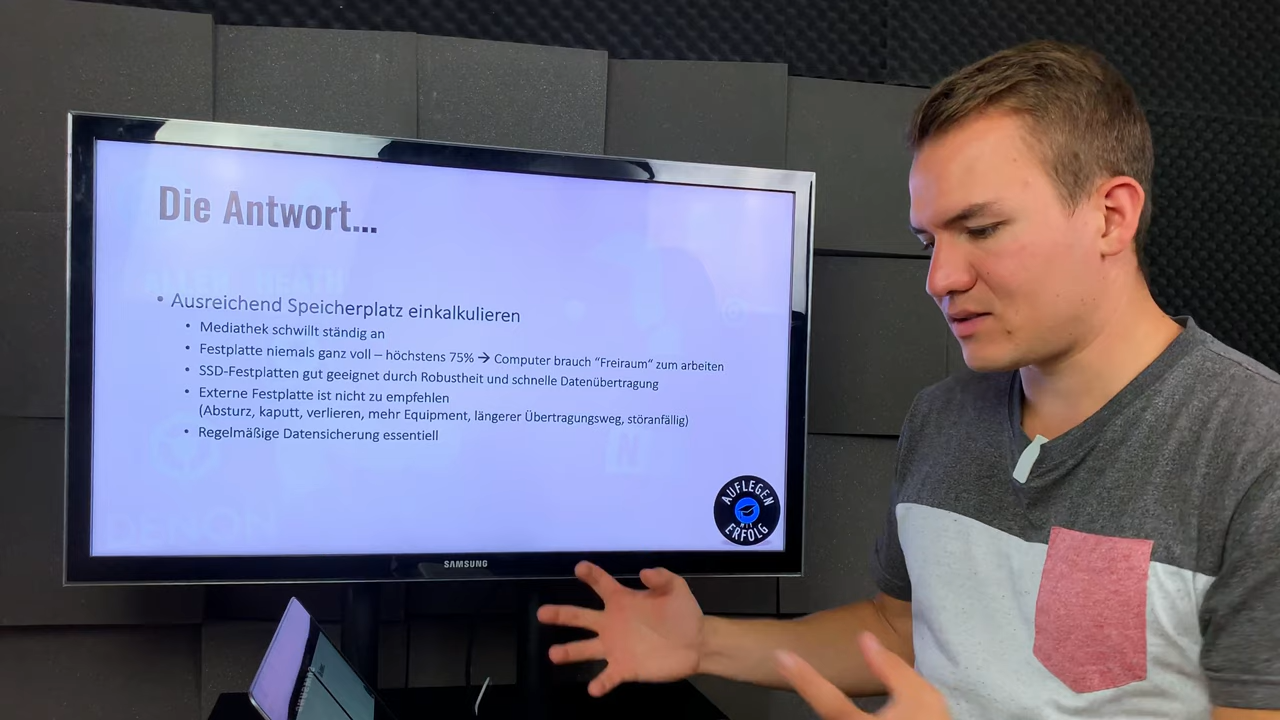 Die Antwort...
• Ausreichend Speicherplatz einkalkulieren
• Mediathek schwillt ständig an
• Festplatte niemals ganz voll – höchstens 75% → Computer brauch “Freiraum“ zum arbeiten
• SSD-Festplatten gut geeignet durch Robustheit und schnelle Datenübertragung
• Externe Festplatte ist nicht zu empfehlen
(Absturz, kaputt, verlieren, mehr Equipment, längerer Übertragungsweg, störanfällig)
• Regelmäßige Datensicherung essentiell
AUFLEGEN
MIT
ERFOLG
SAMSUNG